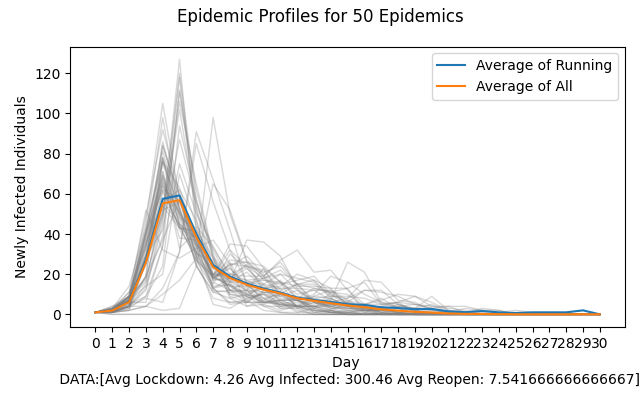 Epidemic Profiles for 50 Epidemics
Average of Running
Average of All
Newly Infected Individuals
120
100
80
60
40
20
0
0 1 2 3 4 5 6 7 8 9 10 11 12 13 14 15 16 17 18 19 20 21 22 23 24 25 26 27 28 29 30
Day
DATA:[Avg Lockdown: 4.26 Avg Infected: 300.46 Avg Reopen: 7.541666666666667]